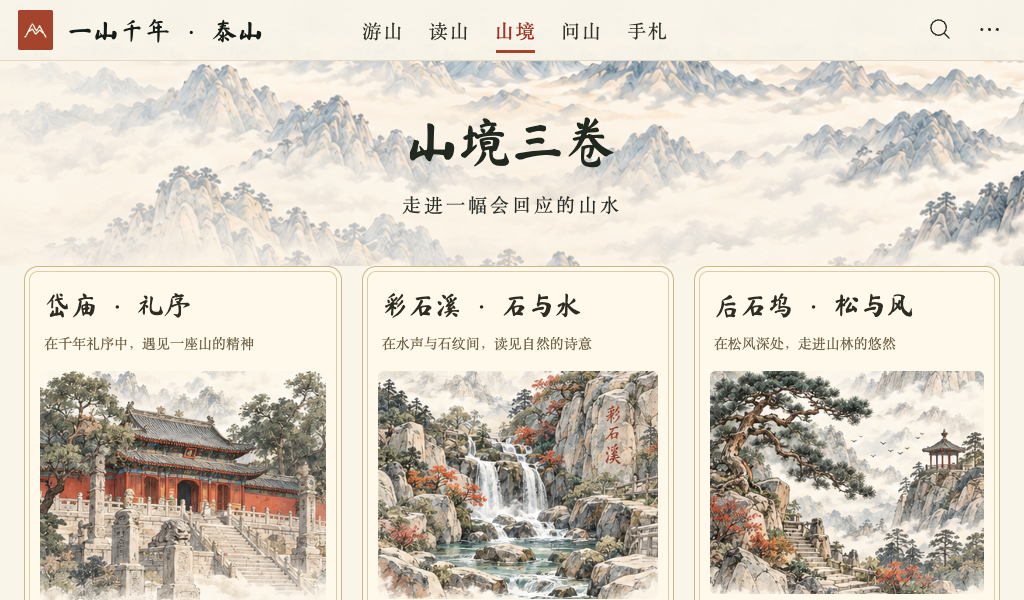 一山千年 · 泰山
游山 读山 山境 问山 手札
山境三卷
走进一幅会回应的山水
岱庙 · 礼序
在千年礼序中，遇见一座山的精神
彩石溪 · 石与水
在水声与石纹间，读见自然的诗意
彩石溪
后石坞 · 松与风
在松风深处，走进山林的悠然